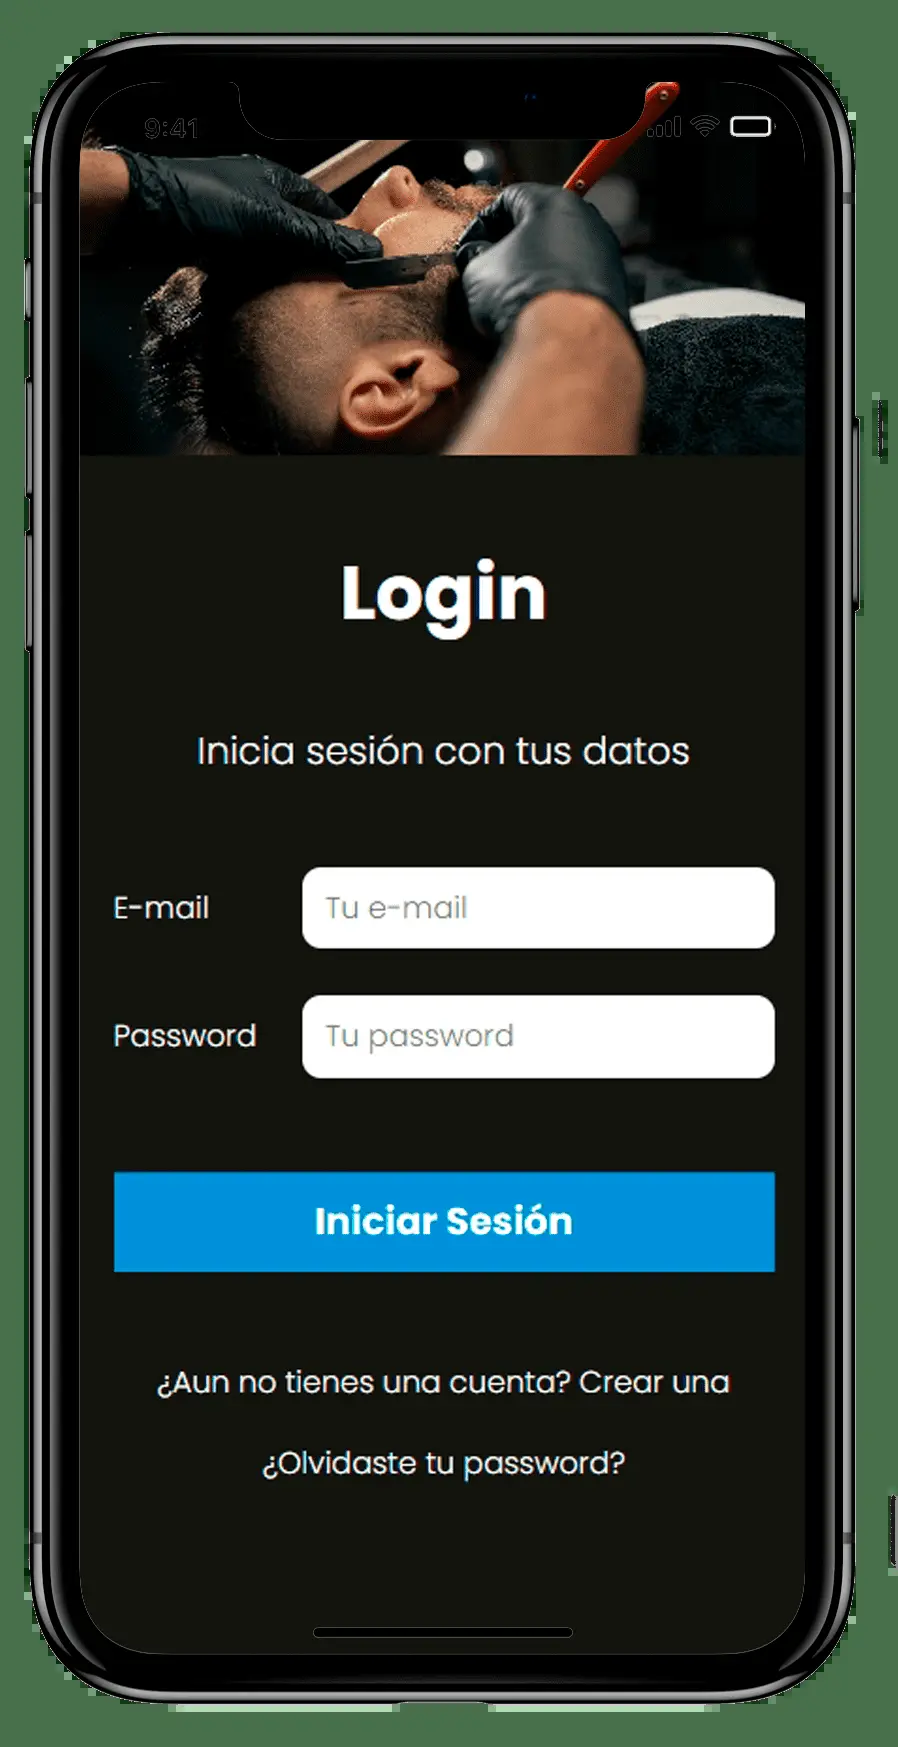 9:41
Login
Inicia sesión con tus datos
E-mail
Tu e-mail
Password
Tu password
Iniciar Sesión
¿Aun no tienes una cuenta? Crear una
¿Olvidaste tu password?